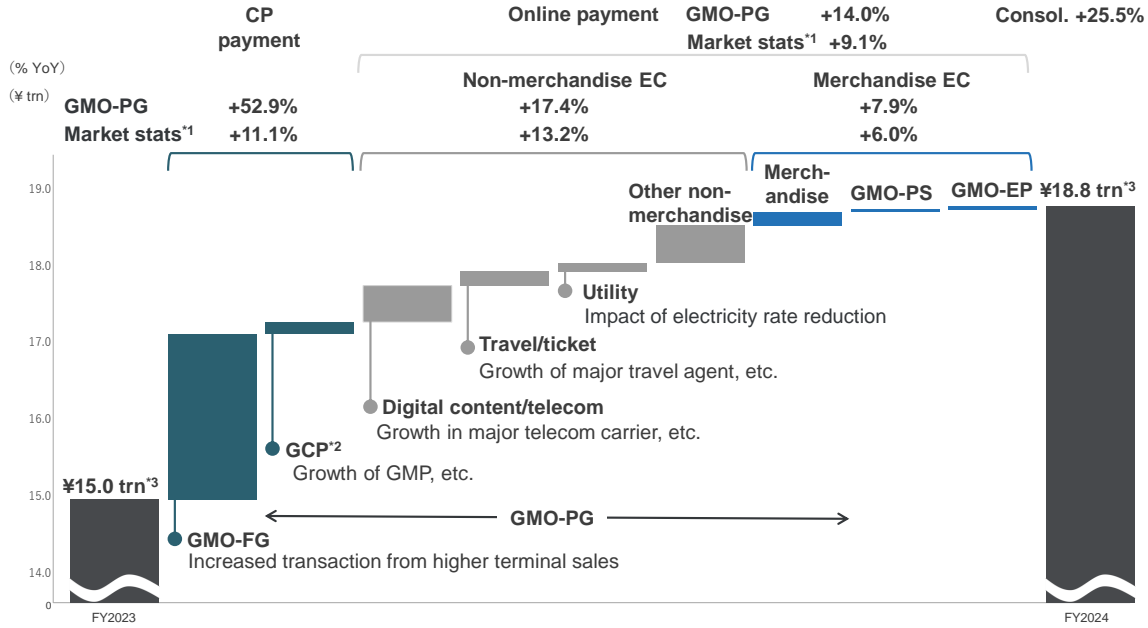 CP
payment
Online payment GMO-PG +14.0%
Market stats*1 +9.1%
Consol. +25.5%
(% YoY)
(¥ trn)
Non-merchandise EC
Merchandise EC
GMO-PG +52.9% +17.4% +7.9%
Market stats*1 +11.1% +13.2% +6.0%
19.0
18.0
17.0
16.0
15.0
14.0
0
Other non-
merchandise
Merch-
andise
GMO-PS
GMO-EP
¥18.8 trn*3
Utility
Impact of electricity rate reduction
Travel/ticket
Growth of major travel agent, etc.
Digital content/telecom
Growth in major telecom carrier, etc.
GCP*2
Growth of GMP, etc.
¥15.0 trn*3
GMO-PG
GMO-FG
Increased transaction from higher terminal sales
FY2023
FY2024